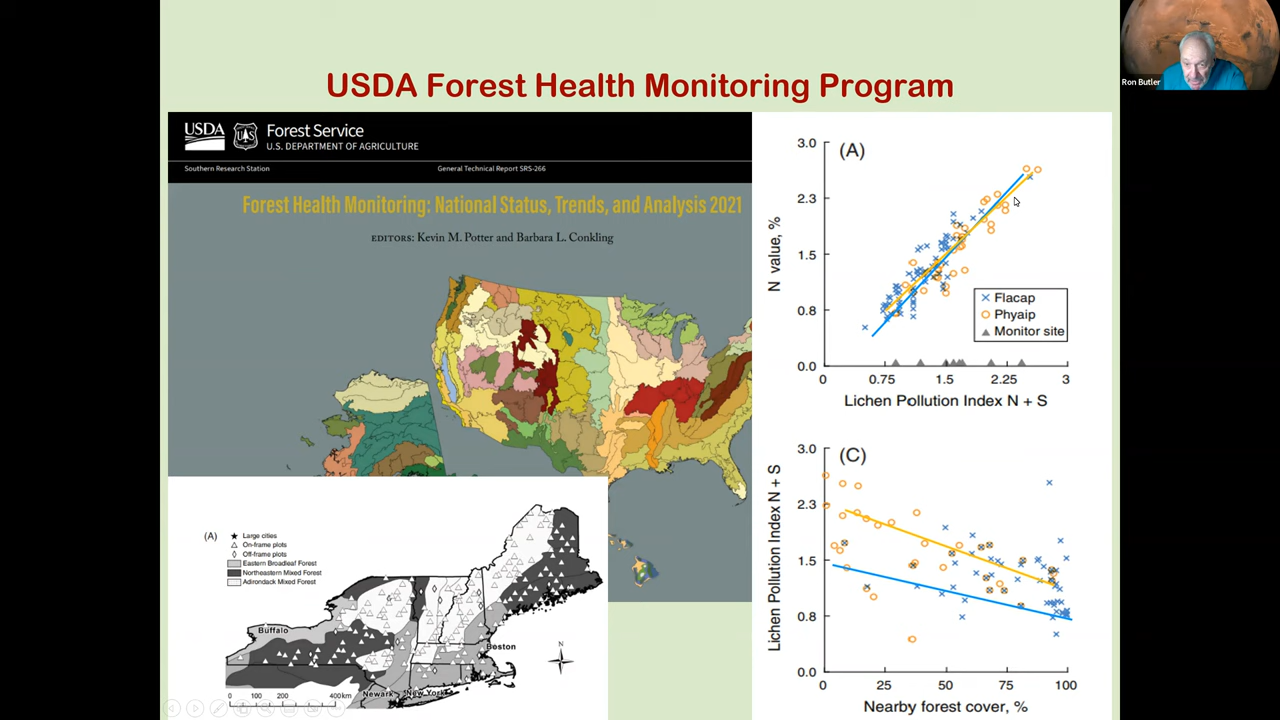 USDA Forest Health Monitoring Program
Ron Butler
USDA
Forest Service
U.S. DEPARTMENT OF AGRICULTURE
Southern Research Station
General Technical Report SRS-266
Forest Health Monitoring: National Status, Trends, and Analysis 2021
EDITORS: Kevin M. Potter and Barbara L. Conkling
(A)
Large cities
On-frame plots
Off-frame plots
Eastern Broadleaf Forest
Northeastern Mixed Forest
Adirondack Mixed Forest
Buffalo
Boston
Newark
New York
N
0 100 200 400km
(A)
N value, %
3.0
2.3
1.5
0.8
0.0
Flacap
Phyaip
Monitor site
0 0.75 1.5 2.25 3
Lichen Pollution Index N + S
(C)
Lichen Pollution Index N + S
3.0
2.3
1.5
0.8
0.0
0 25 50 75 100
Nearby forest cover, %